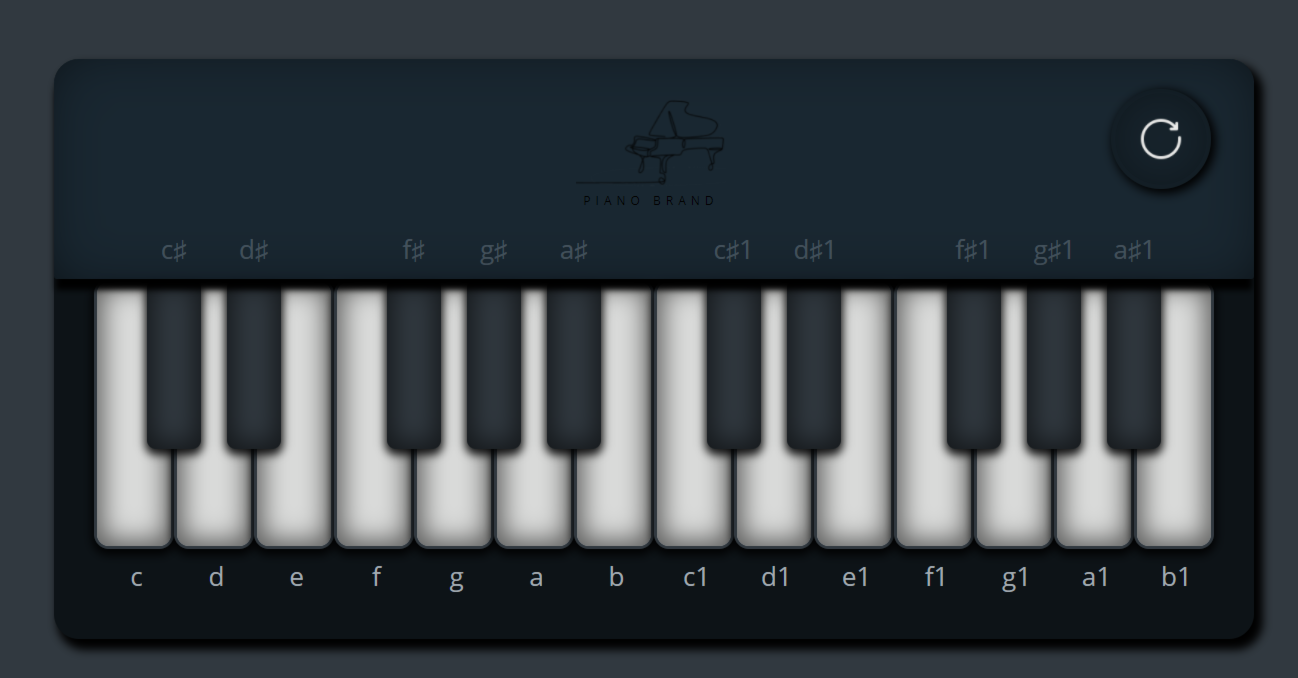 PIANO BRAND
c♯ d♯ f♯ g♯ a♯ c♯1 d♯1 f♯1 g♯1 a♯1
c d e f g a b c1 d1 e1 f1 g1 a1 b1